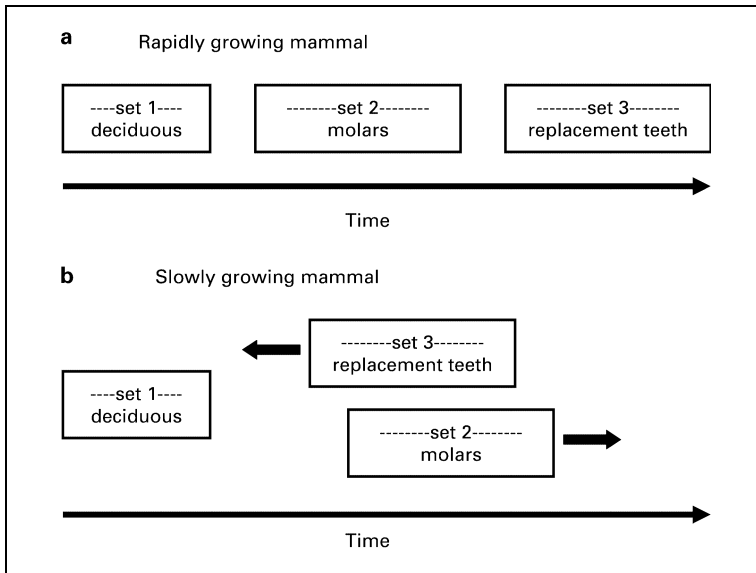 a Rapidly growing mammal
----set 1----
deciduous
--------set 2--------
molars
--------set 3--------
replacement teeth
Time
b Slowly growing mammal
--------set 3--------
replacement teeth
----set 1----
deciduous
--------set 2--------
molars
Time